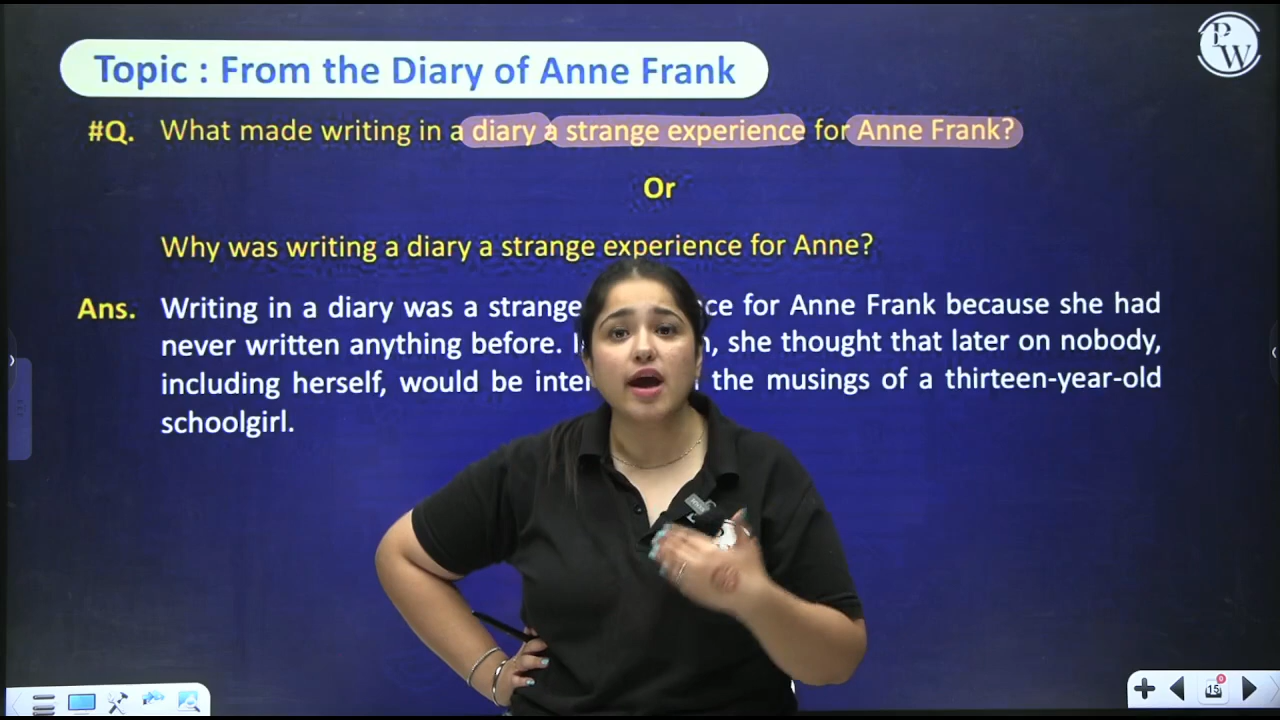 Topic : From the Diary of Anne Frank
PW
#Q. What made writing in a diary a strange experience for Anne Frank?
Or
Why was writing a diary a strange experience for Anne?
Ans. Writing in a diary was a strange ce for Anne Frank because she had
never written anything before. she thought that later on nobody,
including herself, would be the musings of a thirteen-year-old
schoolgirl.
15